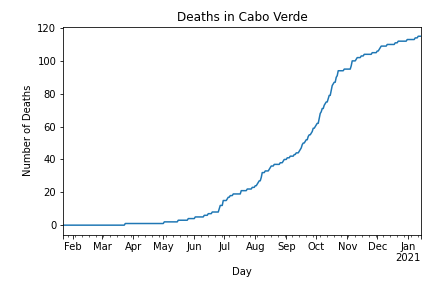 Deaths in Cabo Verde
120
100
80
60
40
20
0
Number of Deaths
Feb Mar Apr May Jun Jul Aug Sep Oct Nov Dec Jan
2021
Day